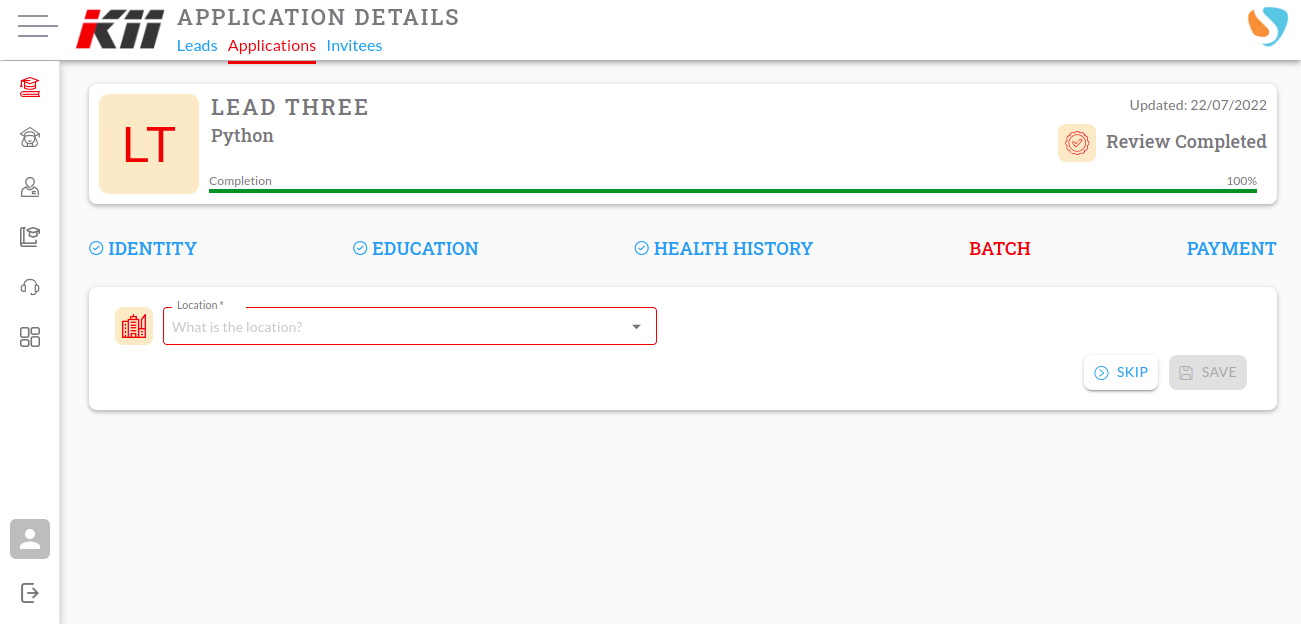 KII
APPLICATION DETAILS
Leads Applications Invitees
LT
LEAD THREE
Python
Updated: 22/07/2022
Review Completed
Completion 100%
IDENTITY EDUCATION HEALTH HISTORY BATCH PAYMENT
Location *
What is the location?
SKIP SAVE